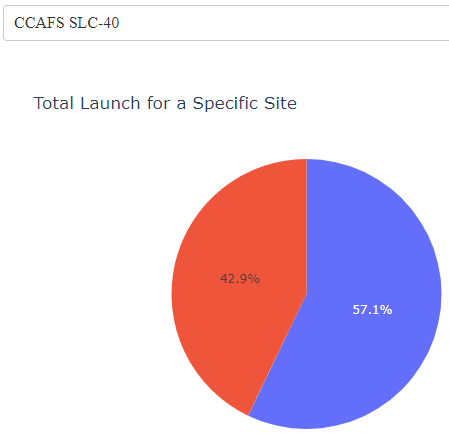 CCAFS SLC-40
Total Launch for a Specific Site
42.9%
57.1%